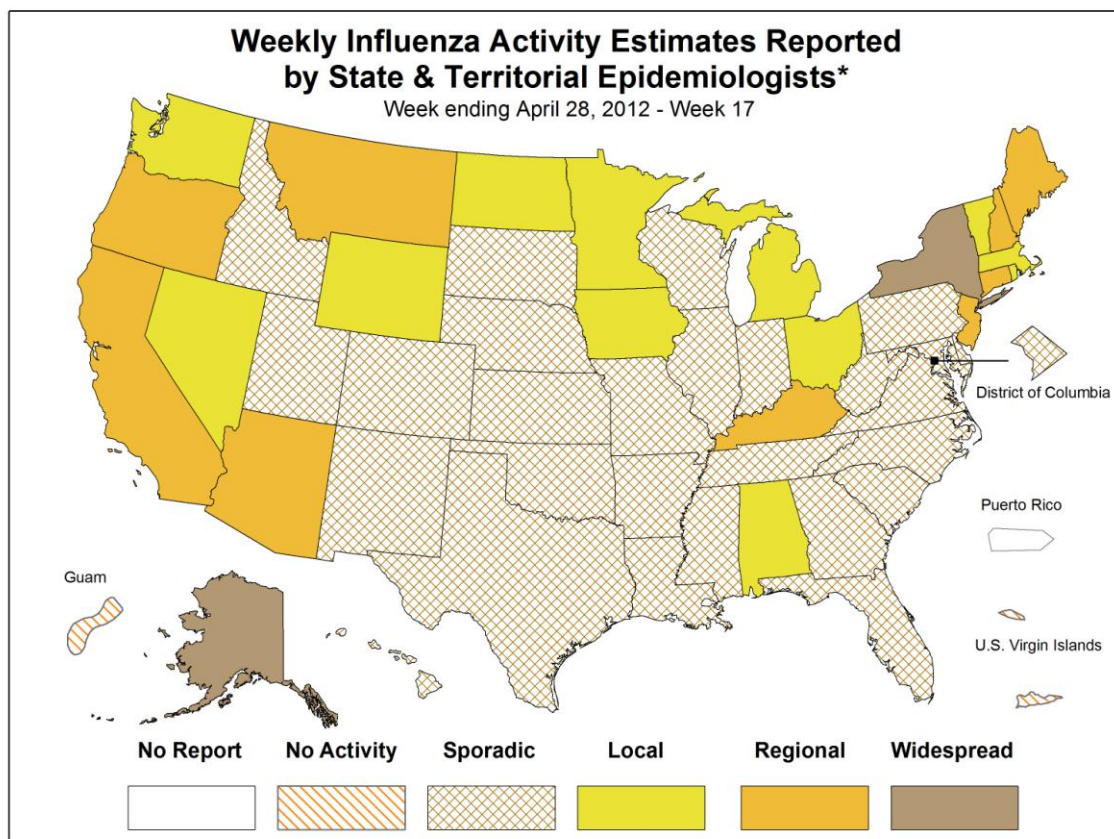 Weekly Influenza Activity Estimates Reported
by State & Territorial Epidemiologists*
Week ending April 28, 2012 - Week 17
District of Columbia
Puerto Rico
Guam
U.S. Virgin Islands
No Report No Activity Sporadic Local Regional Widespread